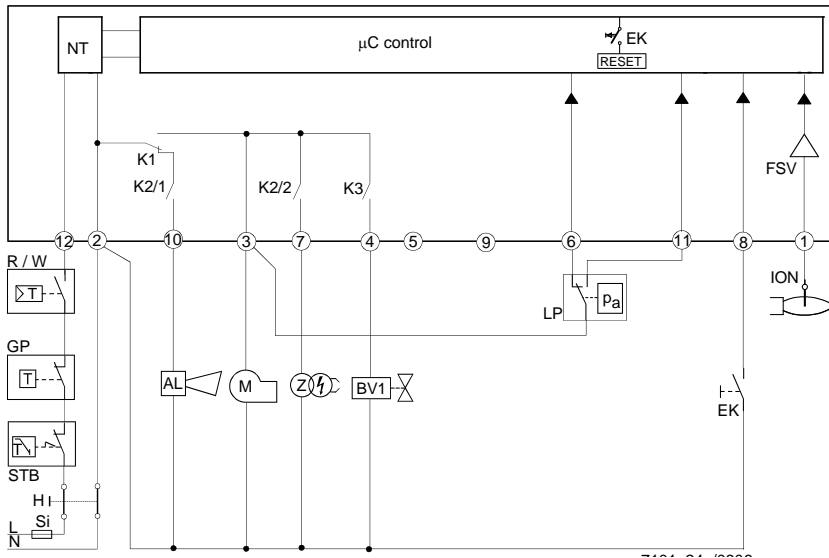 NT
µC control
EK
RESET
K1
K2/1
K2/2
K3
FSV
12
2
10
3
7
4
5
9
6
11
8
1
R / W
T
LP
pa
ION
GP
T
AL
M
Z
BV1
EK
T
STB
H
L
Si
N